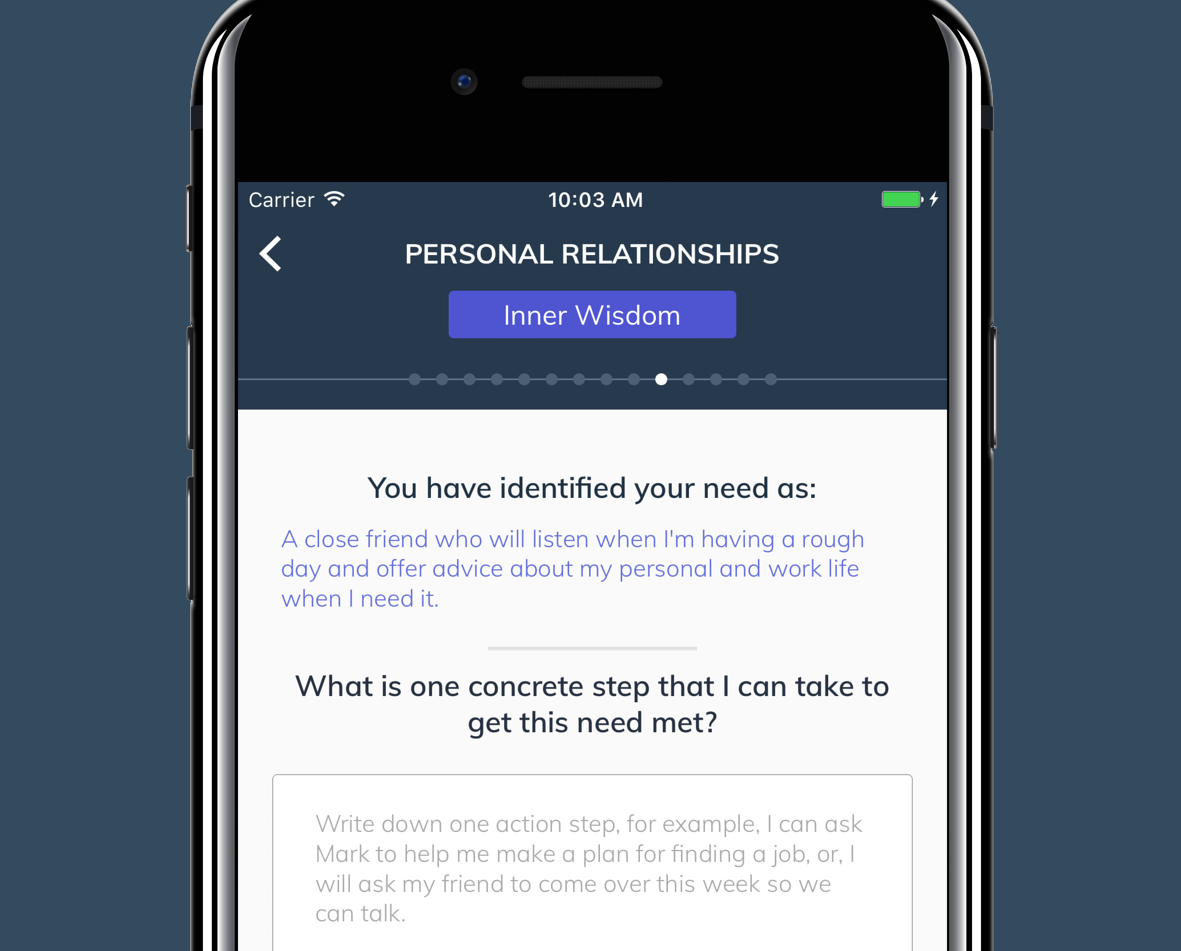 Carrier
10:03 AM
PERSONAL RELATIONSHIPS
Inner Wisdom
You have identified your need as:
A close friend who will listen when I'm having a rough
day and offer advice about my personal and work life
when I need it.
What is one concrete step that I can take to
get this need met?
Write down one action step, for example, I can ask
Mark to help me make a plan for finding a job, or, I
will ask my friend to come over this week so we
can talk.